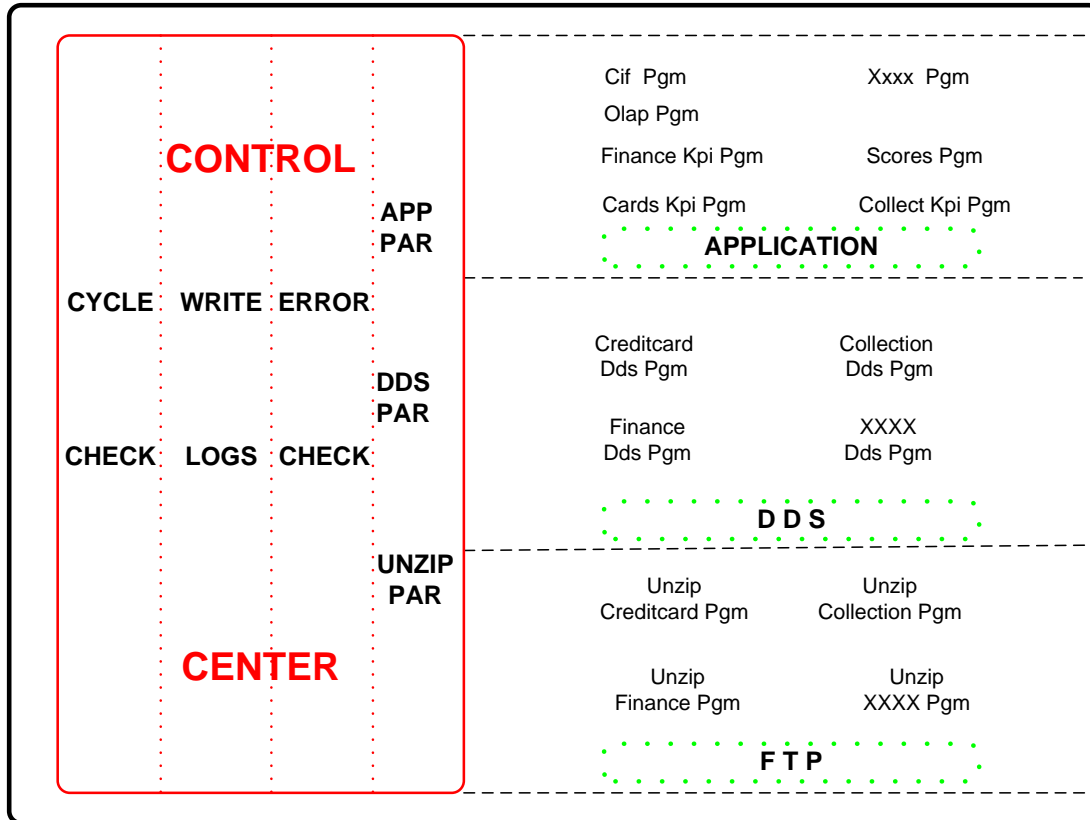 CONTROL
APP
PAR
CYCLE WRITE ERROR
DDS
PAR
CHECK LOGS CHECK
UNZIP
PAR
CENTER
Cif Pgm Xxxx Pgm
Olap Pgm
Finance Kpi Pgm Scores Pgm
Cards Kpi Pgm Collect Kpi Pgm
APPLICATION
Creditcard Collection
Dds Pgm Dds Pgm
Finance XXXX
Dds Pgm Dds Pgm
D D S
Unzip Unzip
Creditcard Pgm Collection Pgm
Unzip Unzip
Finance Pgm XXXX Pgm
F T P